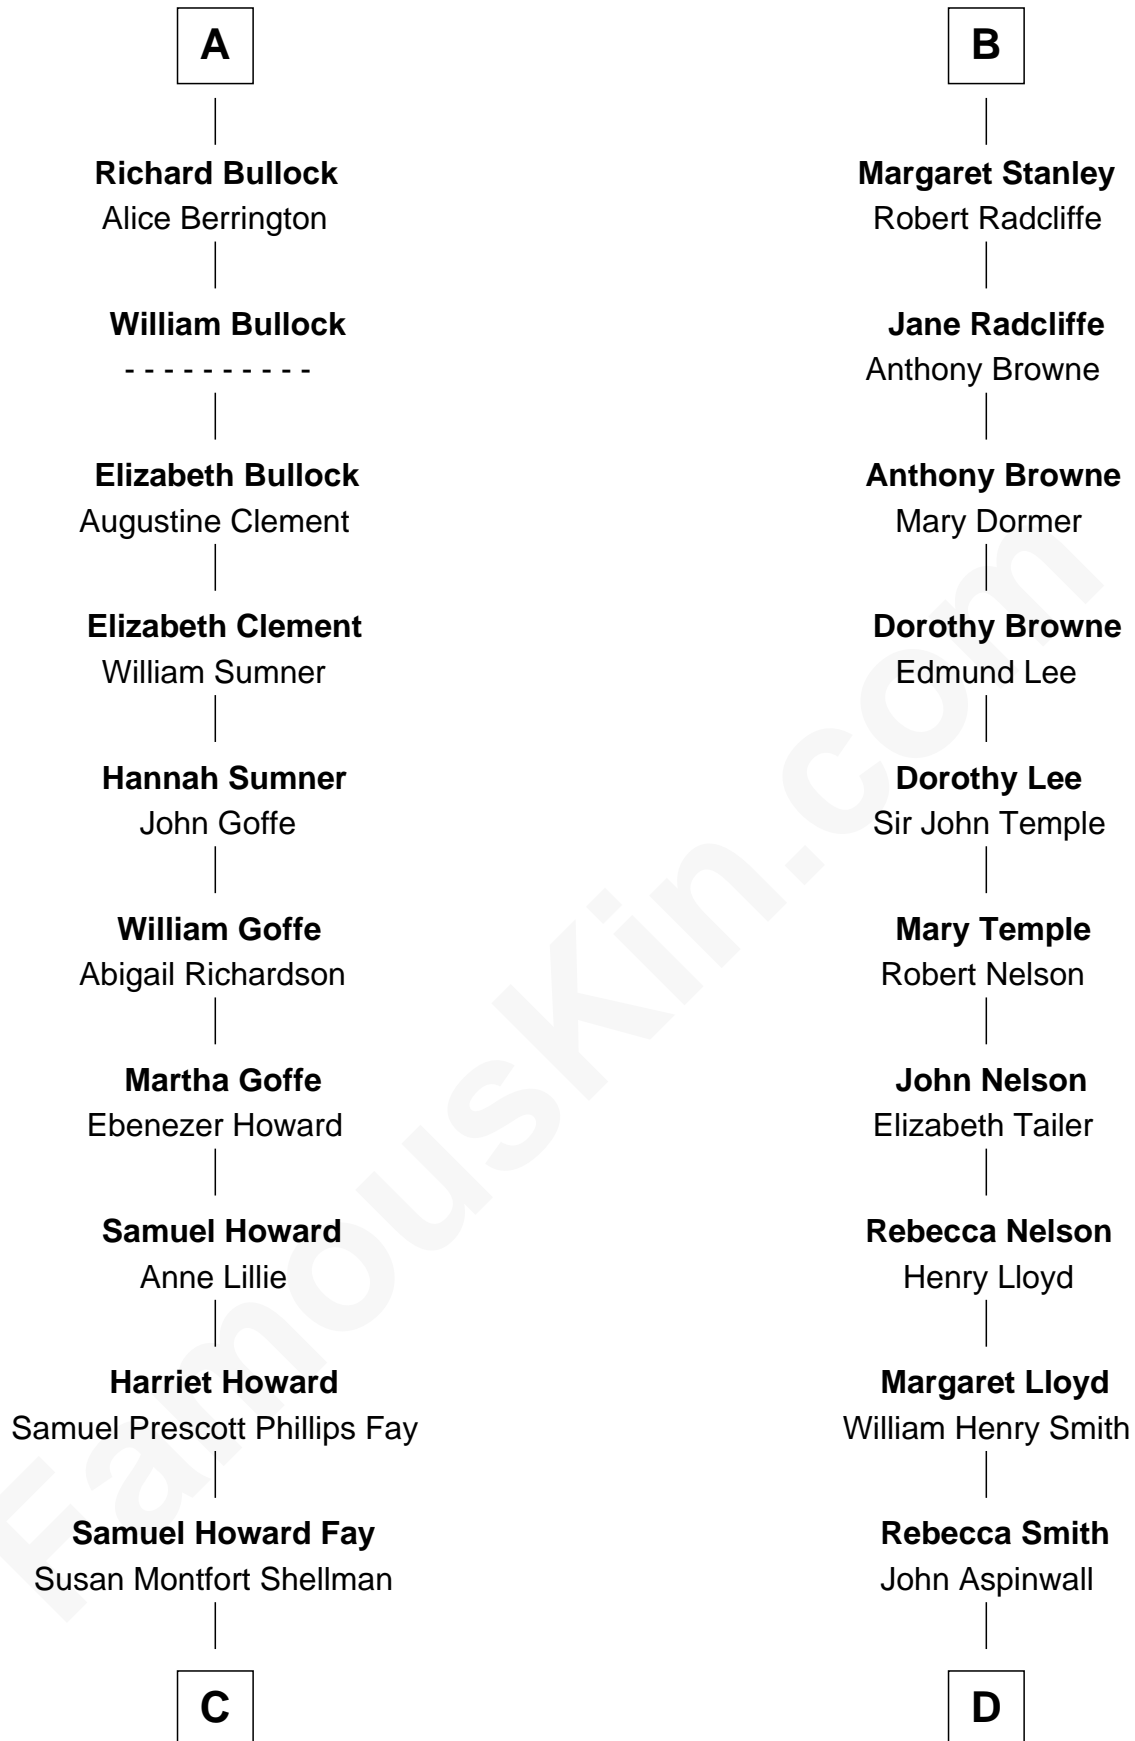 A
Richard Bullock
Alice Berrington
William Bullock
- - - - - - - - - -
Elizabeth Bullock
Augustine Clement
Elizabeth Clement
William Sumner
Hannah Sumner
John Goffe
William Goffe
Abigail Richardson
Martha Goffe
Ebenezer Howard
Samuel Howard
Anne Lillie
Harriet Howard
Samuel Prescott Phillips Fay
Samuel Howard Fay
Susan Montfort Shellman
C
B
Margaret Stanley
Robert Radcliffe
Jane Radcliffe
Anthony Browne
Anthony Browne
Mary Dormer
Dorothy Browne
Edmund Lee
Dorothy Lee
Sir John Temple
Mary Temple
Robert Nelson
John Nelson
Elizabeth Tailer
Rebecca Nelson
Henry Lloyd
Margaret Lloyd
William Henry Smith
Rebecca Smith
John Aspinwall
D
FamousKin.com